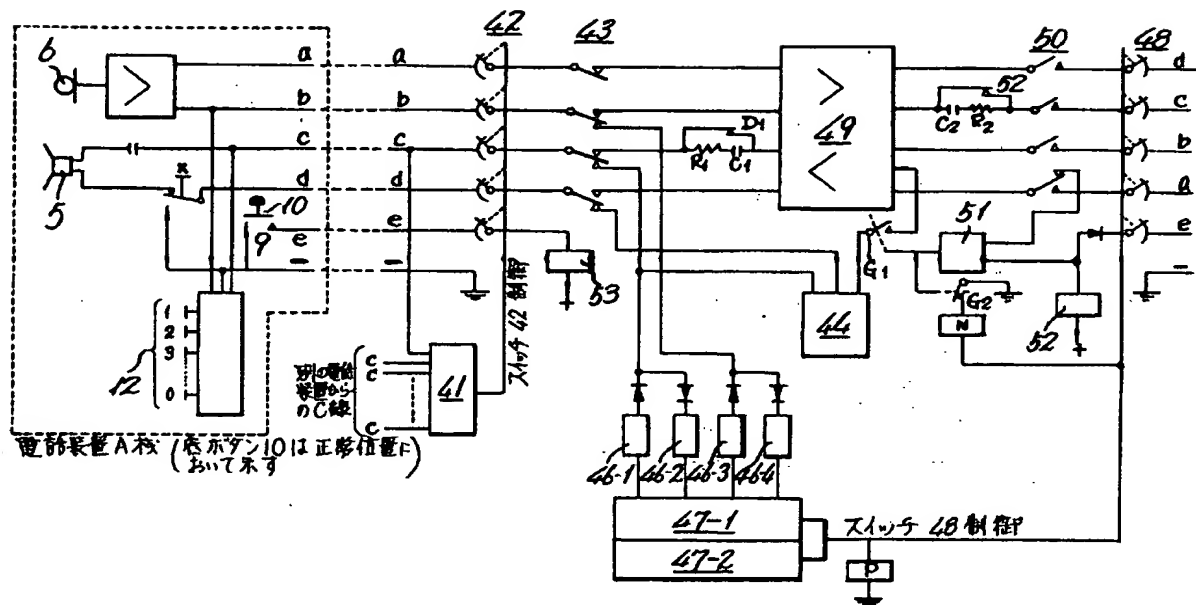 42
43
50
48
6
a
a
d
b
b
52
c
C2
R2
c
c
D1
R1
C1
49
b
5
x
d
d
a
10
9
e
e
51
e
—
—
53
G1
G2
N
52
44
スイッチ 42 制御
12
1
2
3
0
別の電話装置からのC線
c
c
c
41
電話装置A様
(赤ボタン10は正常位置に
おいて示す)
46-1
46-2
46-3
46-4
47-1
47-2
スイッチ 48 制御
P